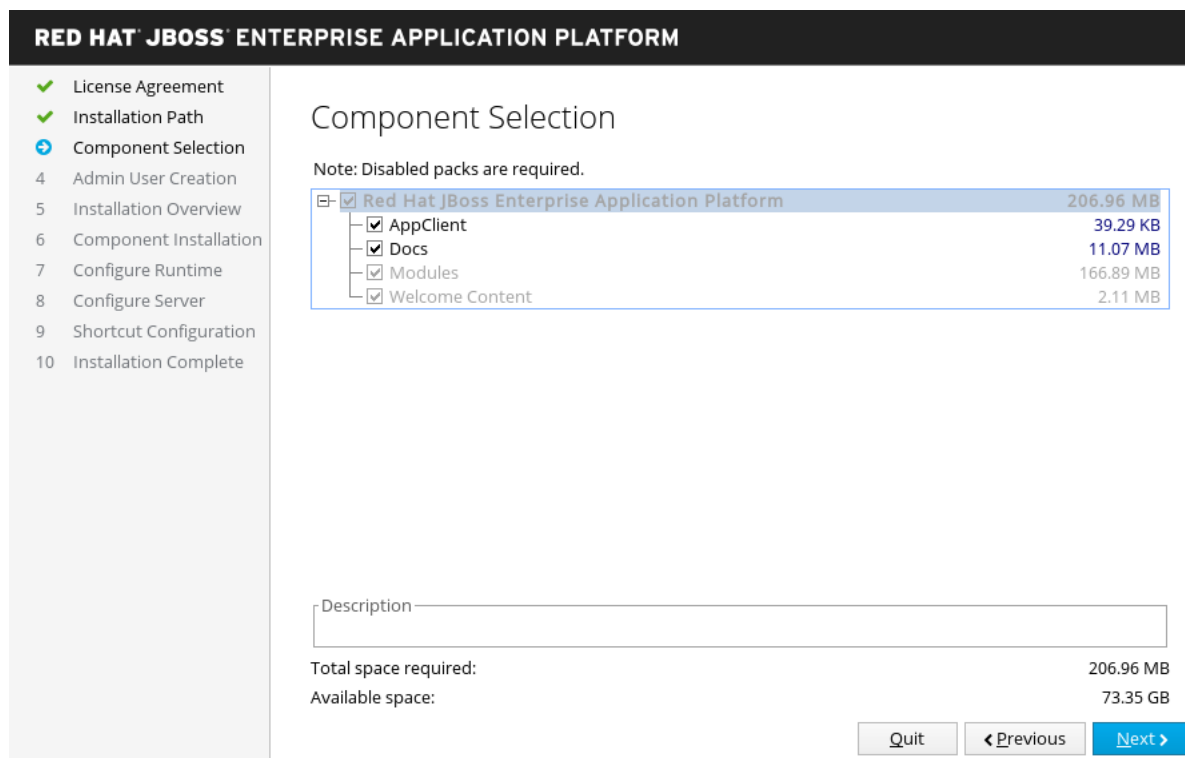 RED HAT JBOSS ENTERPRISE APPLICATION PLATFORM
License Agreement
Installation Path
Component Selection
4 Admin User Creation
5 Installation Overview
6 Component Installation
7 Configure Runtime
8 Configure Server
9 Shortcut Configuration
10 Installation Complete
Component Selection
Note: Disabled packs are required.
Red Hat JBoss Enterprise Application Platform 206.96 MB
AppClient 39.29 KB
Docs 11.07 MB
Modules 166.89 MB
Welcome Content 2.11 MB
Description
Total space required: 206.96 MB
Available space: 73.35 GB
Quit Previous Next